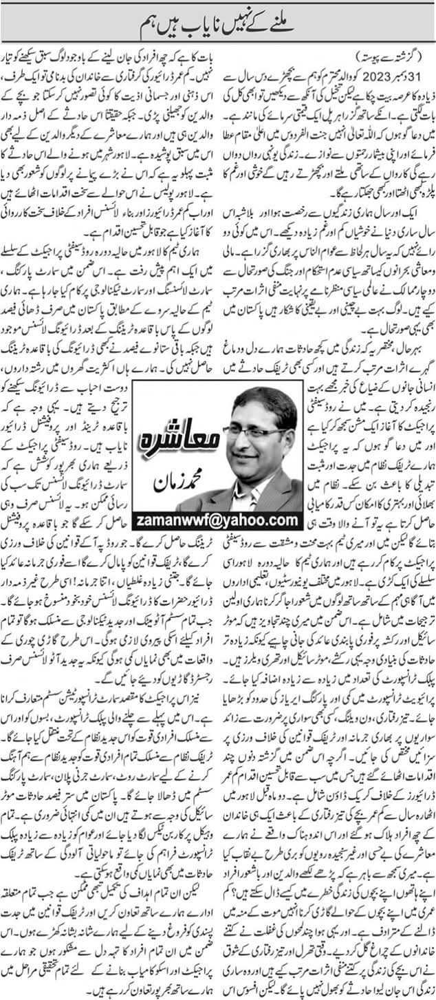 ملنے کے نہیں نایاب ہیں ہم
(گزشتہ سے پیوستہ)
31 دسمبر 2023 کو والد محترم کو ہم سے بچھڑے دس سال سے
زیادہ کا عرصہ بیت چکا ہے لیکن تخیل کی آنکھ سے دیکھیں تو ابھی کل کی
بات لگتی ہے۔ انکے ساتھ گزرا ہر پل ایک قیمتی سرمائے کی مانند ہے۔
میں دعا گو ہوں کہ اللہ تعالیٰ انہیں جنت الفردوس میں اعلیٰ مقام عطا
فرمائے اور اپنی بیشمار رحمتوں سے نوازے۔ زندگی یونہی رواں دواں
رہے گی کارواں کے ساتھی ملتے اور بچھڑتے رہیں گے خوشی اور غم کا
پلڑہ کبھی اٹھتا اور کبھی جھکتا رہے گا۔
ایک اور سال ہماری زندگیوں سے رخصت ہوا اور بلاشبہ اس
سال ساری دنیا نے خوشیاں کم اور غم زیادہ دیکھے۔ اس میں کوئی دو
رائے نہیں کہ یہ سال ہر لحاظ سے عوام الناس پر بھاری گزرا ہے۔ مالی
و معاشی بحرانوں کیساتھ سیاسی عدم استحکام اور جنگ کی صورتحال سے
دوچار ممالک نے عالمی سیاسی منظرنامے پر نہایت منفی اثرات مرتب
کیے ہیں۔ لوگ بہت بے چینی اور بے یقینی کا شکار ہیں پاکستان میں
بھی یہی صورتحال ہے۔
بہرحال، مختصر یہ کہ زندگی میں کچھ حادثات ہمارے دل و دماغ
گہرے اثرات مرتب کرتے ہیں اور کسی بھی ٹریفک حادثے میں
انسانی جانوں کے ضیاع کی خبر مجھے بہت
رنجیدہ کر دیتی ہے۔ میں نے روڈ سیفٹی
پراجیکٹ کا آغاز ایک مشن سمجھ کر کیا ہے
اور میں دعا گو ہوں کہ یہ پراجیکٹ
ہمارے ٹریفک نظام میں جدت اور مثبت
تبدیلی کا باعث بن سکے۔ نظام میں
بھلائی اور بہتری کا امکان کس قدر کامیابی
حاصل کرتا ہے یہ تو آنے والا وقت ہی
بتائے گا لیکن میں اور میری ٹیم بہت محنت و مشقت سے روڈ سیفٹی
پراجیکٹ پر کام کر رہے ہیں اور ہماری ٹیم کا حالیہ دورہ لاہور اسی
سلسلے کی ایک کڑی ہے۔ لاہور میں مختلف یونیورسٹیوں، تعلیمی اداروں
میں آگاہی مہم کے ساتھ ساتھ لوگوں میں شعور اجاگر کرنا ہماری اولین
ترجیحات میں شامل ہے۔ اس ضمن میں میری چند تجاویز ہیں کہ موٹر
سائیکل اور رکشہ پر فوری پابندی عائد کی جانی چاہیے کیونکہ زیادہ تر
حادثات کی بنیادی وجہ یہی رکشے، موٹر سائیکل اور تھری ویلرز ہیں۔
پبلک ٹرانسپورٹ کی تعداد میں زیادہ سے زیادہ اضافہ کیا جائے۔
پرائیویٹ ٹرانسپورٹ میں کمی اور پارکنگ ایریاز کی حدود کو بڑھایا
جائے۔ تیز رفتاری، ون ویلنگ، کسی بھی سواری پر ضرورت سے زائد
سواریوں پر بھاری جرمانہ اور ٹریفک قوانین کی خلاف ورزی پر
سزائیں مختص کی جائیں۔ اگرچہ اس ضمن میں گزشتہ دنوں چند
اقدامات اٹھائے گئے ہیں جس میں سب سے قابل تحسین اقدام کم عمر
ڈرائیورز کے خلاف کریک ڈاؤن شامل ہے۔ دو ماہ قبل لاہور میں
اٹھارہ سال سے کم عمر بچے کی تیز رفتاری کے باعث ایک ہی خاندان
کے چھ افراد ہلاک ہو گئے اور اس اندوہناک واقعے نے ہمارے
معاشرے کی بے حسی اور غیر سنجیدہ رویوں کو بری طرح بے نقاب کیا
ہے۔ میری سمجھ سے باہر ہے کہ پڑھے لکھے والدین اور باشعور افراد
اپنے ہاتھوں اپنے بچوں کی زندگی خطرے میں کیسے ڈال سکتے ہیں؟ کم
عمری میں اپنے بچوں کے حوالے گاڑی کرنا انہیں موت کے منہ میں
ڈالنے کے مترادف ہے۔ اور یہی ہوا چند لمحوں کی غفلت نے کتنے
خاندانوں کے چراغ گل کر دیے۔ وقتی تھرل اور تیز رفتاری کے شوق
نے اس بچے کی زندگی پر کتنے منفی اثرات مرتب کیے ہیں اور وہ ساری
زندگی اس جان لیوا حادثے کو بھول نہیں پائے گا۔ لیکن افسوس اس
بات کا ہے کہ چھ افراد کی جان لینے کے باوجود لوگ سبق سیکھنے کو تیار
نہیں۔ کم عمر ڈرائیور کی گرفتاری سے خاندان کی بدنامی تو ایک طرف،
اس ذہنی اور جسمانی اذیت کا کوئی تصور نہیں کر سکتا جو بچے کے
والدین کو جھیلنی پڑی۔ جبکہ حقیقتاً اس حادثے کے اصل ذمہ دار
والدین ہی ہیں اور ہمارے معاشرے کے دیگر والدین کے لیے بھی
اس میں سبق پوشیدہ ہے۔ لاہور شہر میں ہونے والے اس حادثے کا
مثبت پہلو یہ ہے کہ اس نے بڑے پیمانے پر لوگوں کو شعور بھی دیا
ہے۔ لاہور پولیس نے اس حوالے سے سخت اقدامات اٹھائے ہیں
اور اب کم عمر ڈرائیورز اور بناء لائسنس افراد کے خلاف سخت کارروائی
کا آغاز کیا ہے جو قابل تحسین اقدام ہے۔
ہماری ٹیم کا لاہور میں حالیہ دورہ روڈ سیفٹی پراجیکٹ کے سلسلے
میں ایک اہم پیش رفت ہے۔ اس ضمن میں سمارٹ پارکنگ،
سمارٹ لائسنسنگ اور سمارٹ ٹیکنالوجی پر کام کیا جا رہا ہے۔ ہماری
ٹیم کے حالیہ سروے کے مطابق پاکستان میں صرف ڈھائی فیصد
لوگوں کے پاس باقاعدہ ٹریننگ کے بعد ڈرائیونگ لائسنس موجود
ہیں جبکہ باقی ستانوے فیصد نے کبھی ڈرائیونگ کی باقاعدہ ٹریننگ
حاصل نہیں کی۔ ہمارے ہاں اکثریت گھروں میں رشتہ داروں،
دوست احباب سے ڈرائیونگ سیکھنے کو
ترجیح دیتے ہیں۔ یہی وجہ ہے کہ
باقاعدہ ٹرینڈ اور پروفیشنل ڈرائیور
نایاب ہیں۔ روڈ سیفٹی پراجیکٹ کے
ذریعے ہماری بھرپور کوشش ہے کہ
سمارٹ ڈرائیونگ لائسنس تک سب کی
رسائی ممکن ہو۔ یہ لائسنس صرف وہی
حاصل کر سکے گا جو باقاعدہ پروفیشنل
ٹریننگ حاصل کرے گا۔ جو روڈ پہ آ کے قوانین کی خلاف ورزی
کرے گا، ٹریفک قوانین کو پامال کرے گا اسے فوری جرمانہ عائد کیا
جائے گا۔ جتنی زیادہ غلطیاں، اتنا جرمانہ! اسی طرح غیر ذمہ دار
ڈرائیور حضرات کا ڈرائیونگ لائسنس خود بخود منسوخ ہو جائے گا۔
جب تمام سسٹم آٹومیٹک اور جدید ٹیکنالوجی سے منسلک ہو گا تو تمام
افراد کیلئے اسکی پیروی لازمی ہو گی۔ اس طرح گاڑی چوری کے
واقعات میں بھی نمایاں کمی ہو گی کیونکہ یہ جدید آٹو لائسنس صرف
رجسٹرڈ گاڑیوں کو دیئے جائیں گے۔
نیز اس پراجیکٹ کا مقصد سمارٹ ٹرانسپورٹیشن سسٹم متعارف کرانا
ہے۔ اس میں پہلے سے چلنے والی پبلک ٹرانسپورٹ، بسوں کو اور اس
سے منسلک افرادی قوت کو اس جدید نظام کے تحت منتقل کیا جائے گا۔
ٹریفک نظام سے منسلک تمام افرادی قوت کو جدید نظام سے ہم آہنگ
کرنے کے لیے سمارٹ روٹ، سمارٹ جرنی پلان، سمارٹ پارکنگ
سسٹم میں ڈھالا جائے گا۔ پاکستان میں ستر فیصد حادثات موٹر
سائیکل کی وجہ سے ہوتے ہیں ان میں کمی انتہائی ضروری ہے۔ تمام
وہیکل پر کاربن ٹیکس لگا دیا جائے اور عوام کو زیادہ سے زیادہ پبلک
ٹرانسپورٹ فراہم کی جائے تو ماحولیاتی آلودگی کے ساتھ ٹریفک
حادثات میں بھی نمایاں کمی واقع ہو سکتی ہے۔
لیکن ان تمام اہداف کی تکمیل تبھی ممکن ہے جب تمام متعلقہ
ادارے ہمارے ساتھ تعاون کریں اور ٹریفک قوانین میں جدت
پسندی کو فروغ دینے کے لیے ہمارے شانہ بشانہ کھڑے ہوں۔ اس
ضمن میں ان تمام افراد کا تہہ دل سے مشکور ہوں جو ہمارے
پراجیکٹ اور اسکو کامیاب بنانے کے لئے تمام تحقیقی مراحل میں
ہمارے ساتھ بھرپور تعاون کر رہے ہیں۔
معاشرہ
محمد زمان
zamanwwf@yahoo.com